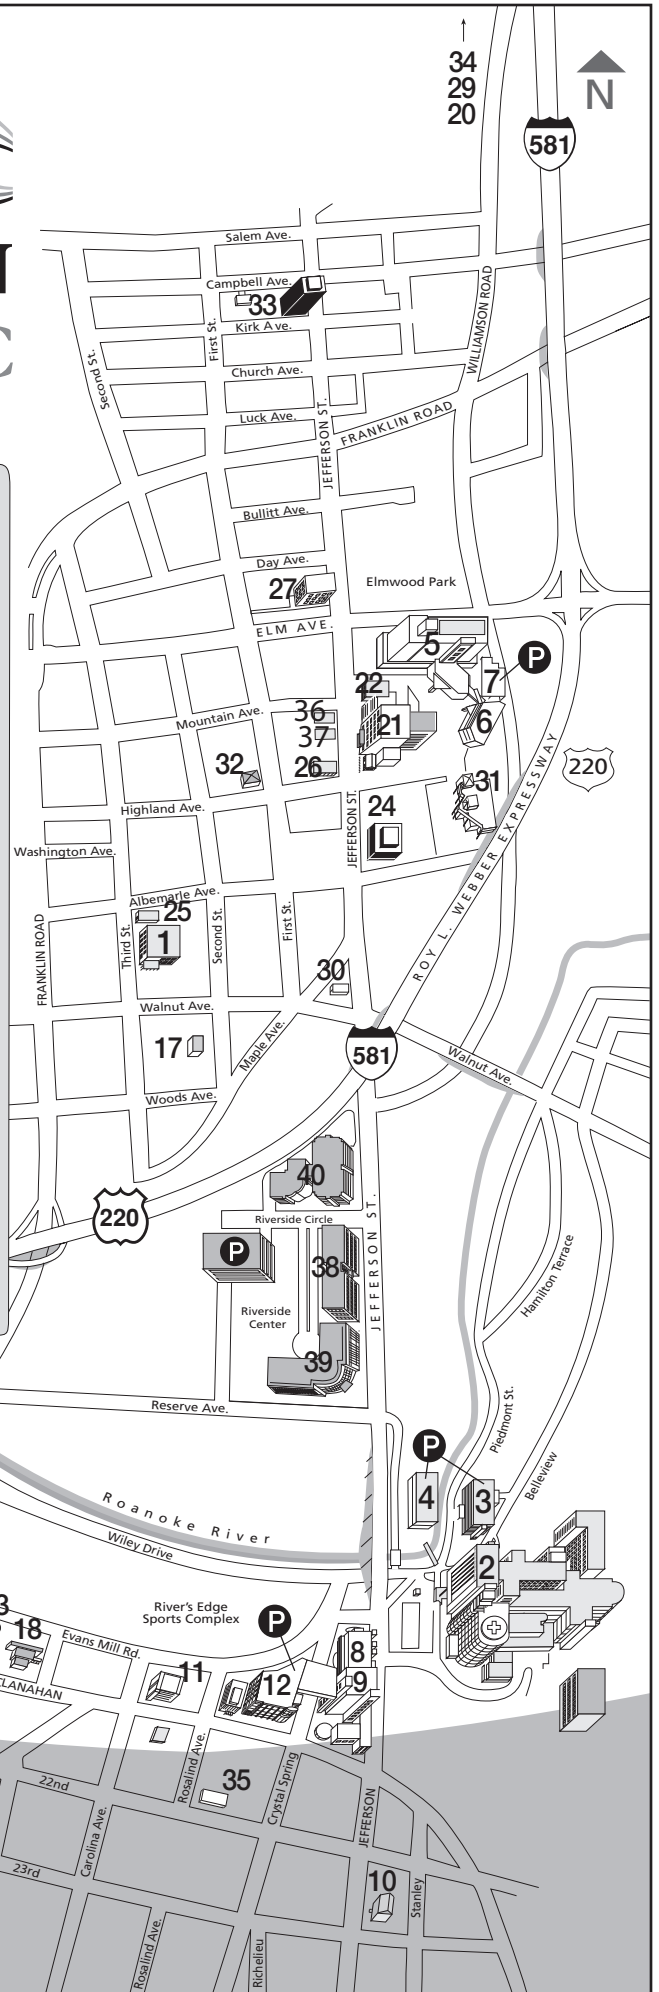 34
29
20
N
581
Salem Ave.
Campbell Ave.
33
Kirk Ave.
First St.
Second St.
WILLIAMSON ROAD
Church Ave.
Luck Ave.
JEFFERSON ST.
FRANKLIN ROAD
Bullitt Ave.
Day Ave.
27
Elmwood Park
ELM AVE.
5
P
22
7
36
21
6
Mountain Ave.
37
32
26
31
220
24
Highland Ave.
JEFFERSON ST.
Washington Ave.
ROY L. WEBBER EXPRESSWAY
Albemarle Ave.
25
1
FRANKLIN ROAD
Third St.
Second St.
First St.
30
Walnut Ave.
17
Maple Ave.
581
Walnut Ave.
Woods Ave.
40
220
Riverside Circle
P
38
JEFFERSON ST.
Hamilton Terrace
Riverside
Center
39
Reserve Ave.
Piedmont St.
P
Belleview
4
3
Roanoke River
Wiley Drive
2
3
18
River's Edge
Sports Complex
P
Evans Mill Rd.
8
11
12
9
CLANAHAN
Rosalind Ave.
35
22nd
Crystal Spring
JEFFERSON
Carolina Ave.
23rd
10
Stanley
Rosalind Ave.
Richelieu